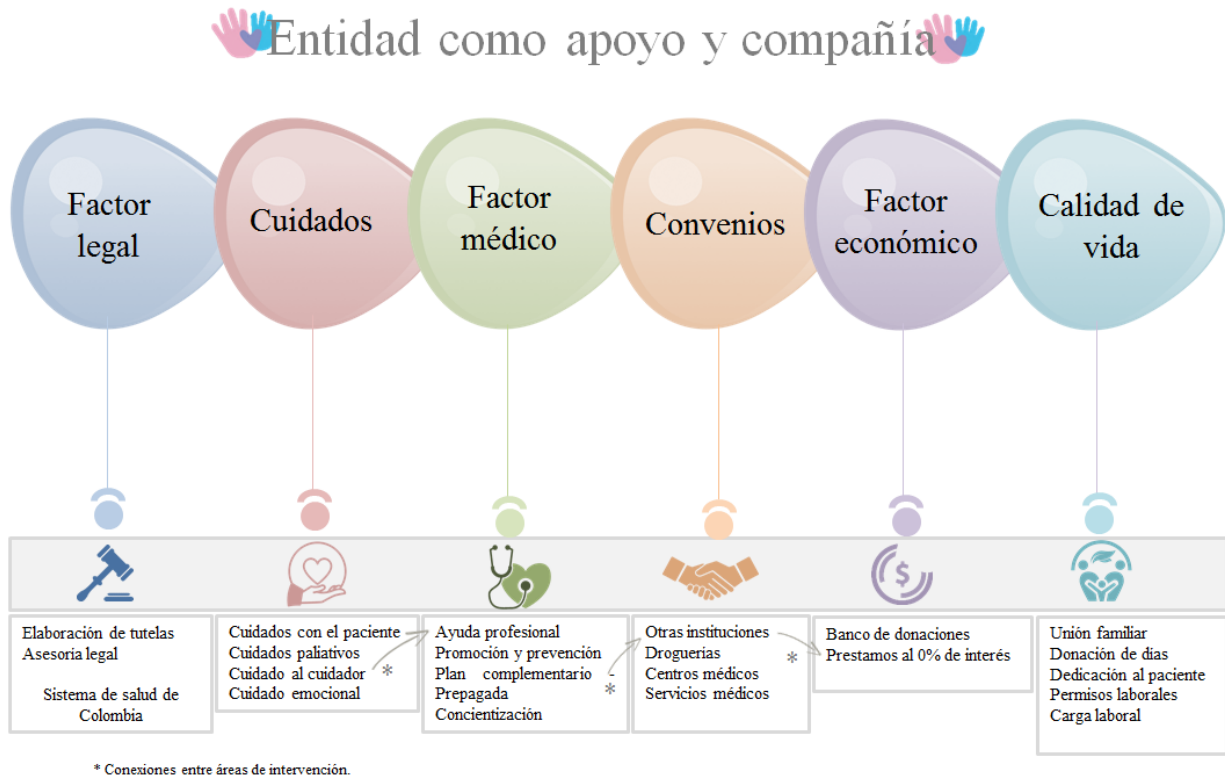 Entidad como apoyo y compañía
Factor
legal
Cuidados
Factor
médico
Convenios
Factor
económico
Calidad de
vida
$
Elaboración de tutelas
Asesoría legal
Sistema de salud de
Colombia
Cuidados con el paciente
Cuidados paliativos
Cuidado al cuidador *
Cuidado emocional
Ayuda profesional
Promoción y prevención
Plan complementario -
Prepagada *
Concientización
Otras instituciones
Droguerías *
Centros médicos
Servicios médicos
Banco de donaciones
Prestamos al 0% de interés
Unión familiar
Donación de días
Dedicación al paciente
Permisos laborales
Carga laboral
* Conexiones entre áreas de intervención.